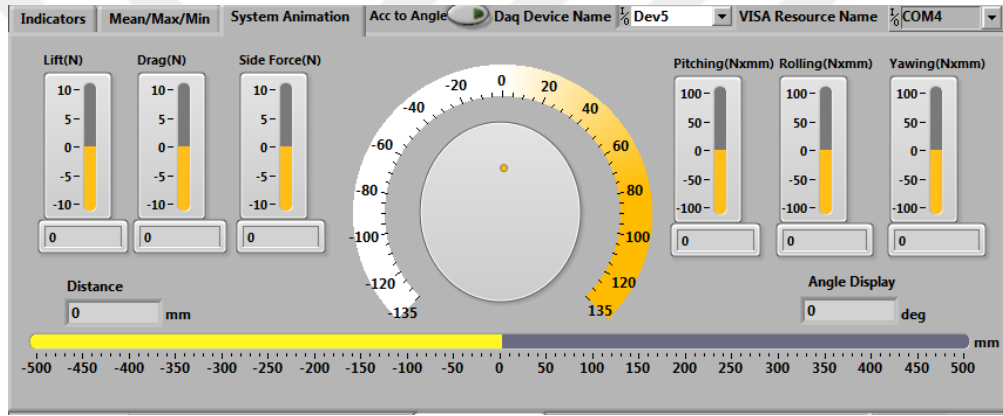 Indicators Mean/Max/Min System Animation Acc to Angle Daq Device Name I/O Dev5 VISA Resource Name I/O COM4
Lift(N) Drag(N) Side Force(N)
10 5 0 -5 -10
10 5 0 -5 -10
10 5 0 -5 -10
0 0 0
-135 -120 -100 -80 -60 -40 -20 0 20 40 60 80 100 120 135
Pitching(Nxmm) Rolling(Nxmm) Yawing(Nxmm)
100 50 0 -50 -100
100 50 0 -50 -100
100 50 0 -50 -100
0 0 0
Distance
0 mm
Angle Display
0 deg
mm
-500 -450 -400 -350 -300 -250 -200 -150 -100 -50 0 50 100 150 200 250 300 350 400 450 500